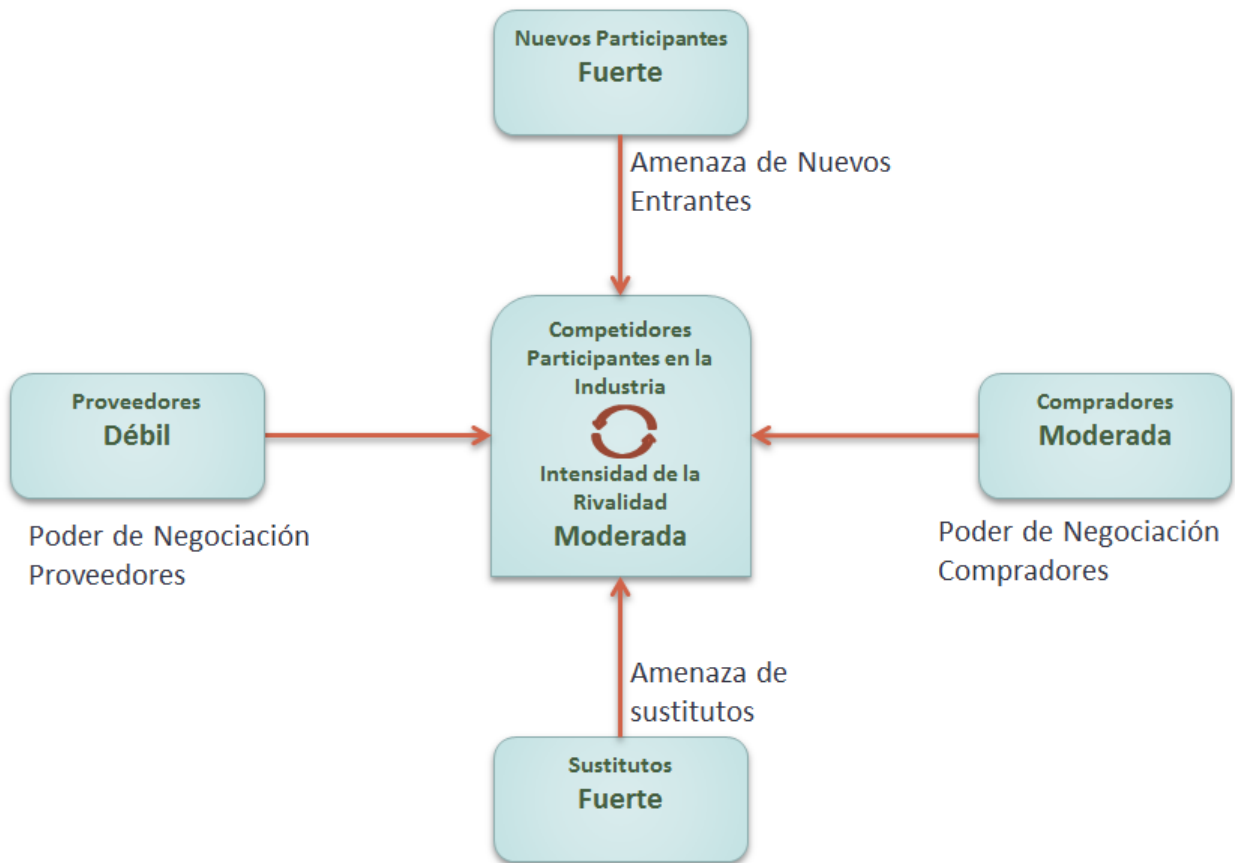 Nuevos Participantes
Fuerte
Amenaza de Nuevos
Entrantes
Competidores
Participantes en la
Industria
Intensidad de la
Rivalidad
Moderada
Proveedores
Débil
Poder de Negociación
Proveedores
Compradores
Moderada
Poder de Negociación
Compradores
Amenaza de
sustitutos
Sustitutos
Fuerte